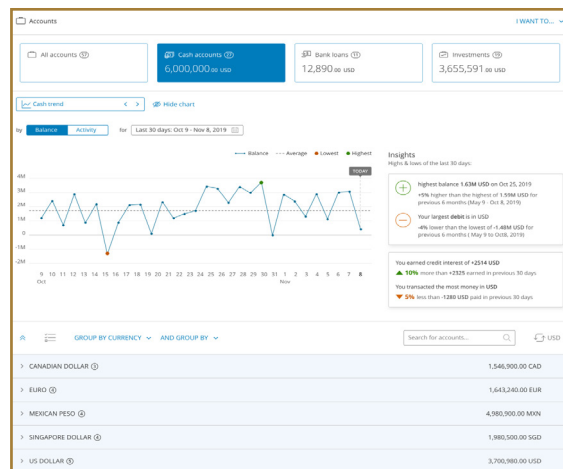 Accounts
I WANT TO...
All accounts (57)
Cash accounts (27)
6,000,000.00 USD
Bank loans (11)
12,890.00 USD
Investments (19)
3,655,591.00 USD
Cash trend
Hide chart
by Balance Activity for Last 30 days: Oct 9 - Nov 8, 2019
Balance Average Lowest Highest
TODAY
4M
3M
2M
1M
0
-1M
-2M
9 10 11 12 13 14 15 16 17 18 19 20 21 22 23 24 25 26 27 28 29 30 31 1 2 3 4 5 6 7 8
Oct Nov
Insights
Highs & loans of the last 30 days.
highest balance 1.63M USD on Oct 25, 2019
+5% higher than the highest of 1.59M USD for
previous 6 months (May 9 - Oct 8, 2019)
Your largest debit is in USD
-4% lower than the lowest of -1.48M USD for
previous 6 months ( May 9 to Oct8, 2019)
You earned credit interest of +2514 USD
10% more than +2325 earned in previous 30 days
You transacted the most money in USD
5% less than -1280 USD paid in previous 30 days
GROUP BY CURRENCY
AND GROUP BY
Search for accounts...
USD
CANADIAN DOLLAR (3)
1,546,900.00 CAD
EURO (4)
1,643,240.00 EUR
MEXICAN PESO (4)
4,980,900.00 MXN
SINGAPORE DOLLAR (4)
1,980,500.00 SGD
US DOLLAR (5)
3,700,980.00 USD